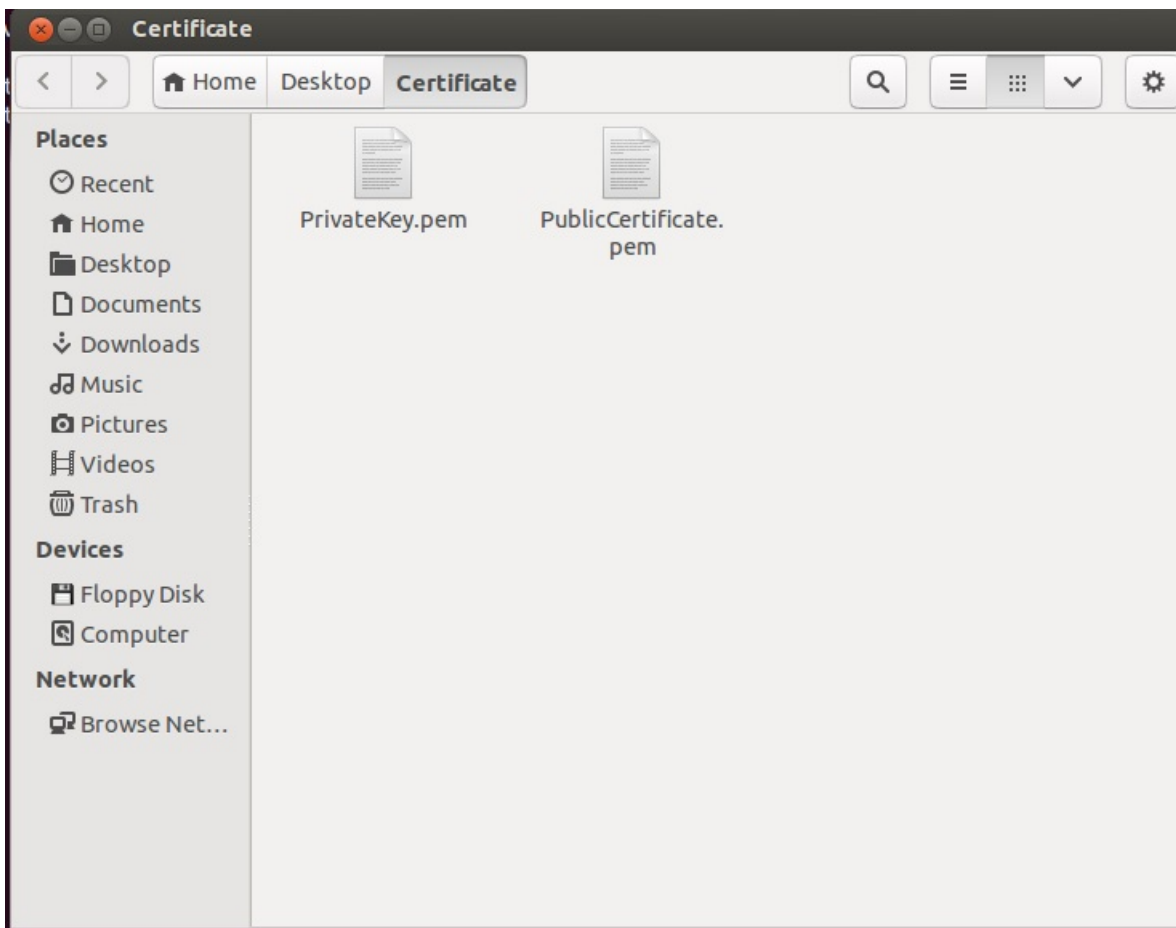 Certificate
Home Desktop Certificate
Places
Recent
Home
Desktop
Documents
Downloads
Music
Pictures
Videos
Trash
Devices
Floppy Disk
Computer
Network
Browse Net...
PrivateKey.pem
PublicCertificate.
pem